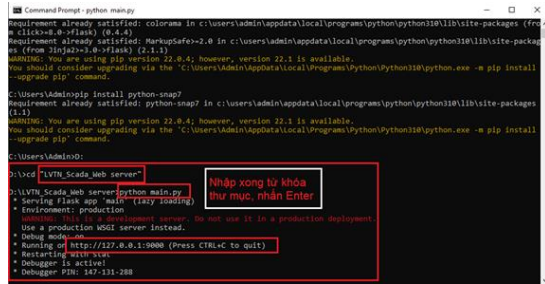 Command Prompt - python main.py
Requirement already satisfied: colorama in c:\users\admin\appdata\local\programs\python\python310\lib\site-packages (fro
m click>=8.0->flask) (0.4.4)
Requirement already satisfied: MarkupSafe>=2.0 in c:\users\admin\appdata\local\programs\python\python310\lib\site-packag
es (from Jinja2>=3.0->flask) (2.1.1)
WARNING: You are using pip version 22.0.4; however, version 22.1 is available.
You should consider upgrading via the 'C:\Users\Admin\AppData\Local\Programs\Python\Python310\python.exe -m pip install
--upgrade pip' command.
C:\Users\Admin>pip install python-snap7
Requirement already satisfied: python-snap7 in c:\users\admin\appdata\local\programs\python\python310\lib\site-packages
(1.1)
WARNING: You are using pip version 22.0.4; however, version 22.1 is available.
You should consider upgrading via the 'C:\Users\Admin\AppData\Local\Programs\Python\Python310\python.exe -m pip install
--upgrade pip' command.
C:\Users\Admin>D:
D:\>cd "LVTN_Scada_Web server"
Nhập xong từ khóa
thư mục, nhấn Enter
D:\LVTN_Scada_Web server>python main.py
* Serving Flask app 'main' (lazy loading)
* Environment: production
WARNING: This is a development server. Do not use it in a production deployment.
Use a production WSGI server instead.
* Debug mode: on
* Running on http://127.0.0.1:9000 (Press CTRL+C to quit)
* Restarting with stat
* Debugger is active!
* Debugger PIN: 147-131-288